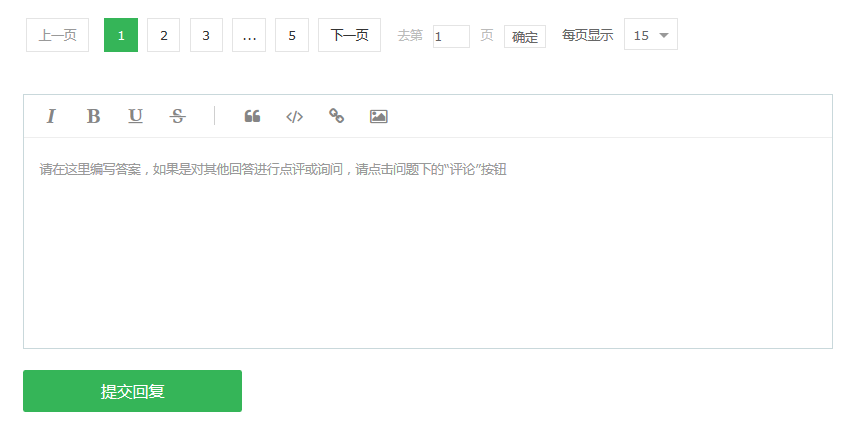 上一页 1 2 3 ... 5 下一页 去第 1 页 确定 每页显示 15
I B U S
请在这里编写答案，如果是对其他回答进行点评或询问，请点击问题下的“评论”按钮
提交回复